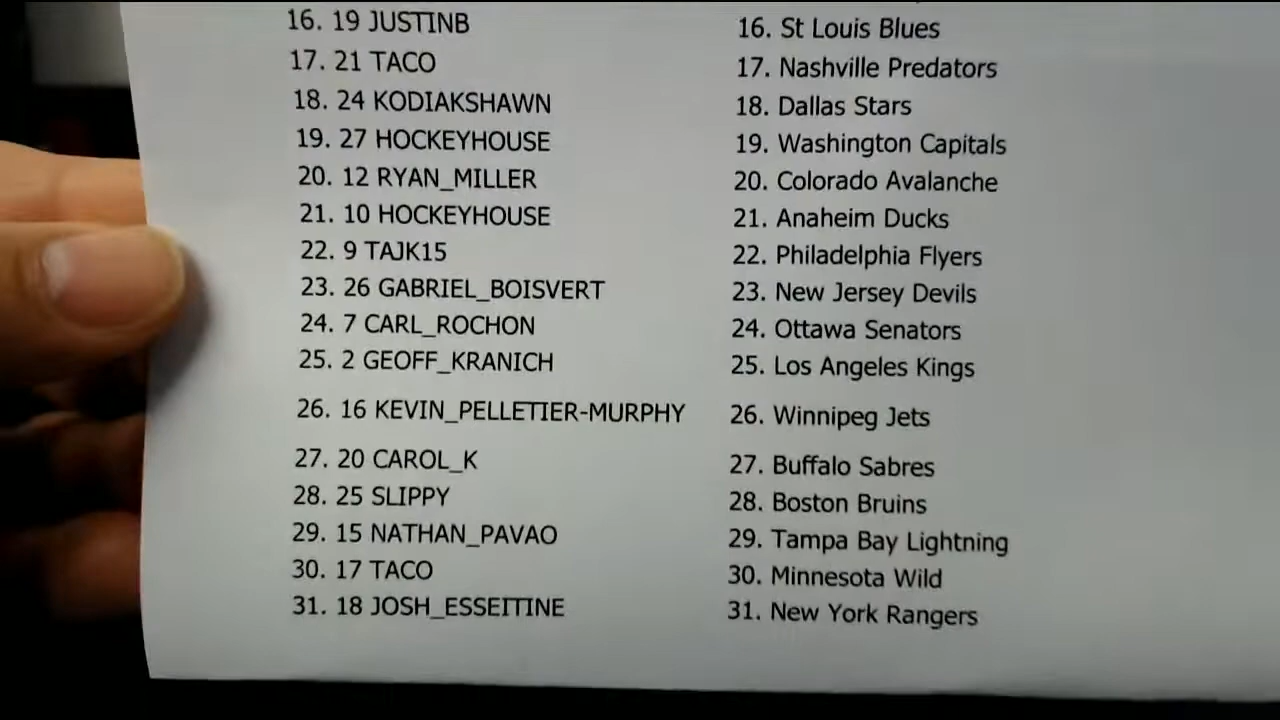 16. 19 JUSTINB
17. 21 TACO
18. 24 KODIAKSHAWN
19. 27 HOCKEYHOUSE
20. 12 RYAN_MILLER
21. 10 HOCKEYHOUSE
22. 9 TAJK15
23. 26 GABRIEL_BOISVERT
24. 7 CARL_ROCHON
25. 2 GEOFF_KRANICH
26. 16 KEVIN_PELLETIER-MURPHY
27. 20 CAROL_K
28. 25 SLIPPY
29. 15 NATHAN_PAVAO
30. 17 TACO
31. 18 JOSH_ESSEITINE
16. St Louis Blues
17. Nashville Predators
18. Dallas Stars
19. Washington Capitals
20. Colorado Avalanche
21. Anaheim Ducks
22. Philadelphia Flyers
23. New Jersey Devils
24. Ottawa Senators
25. Los Angeles Kings
26. Winnipeg Jets
27. Buffalo Sabres
28. Boston Bruins
29. Tampa Bay Lightning
30. Minnesota Wild
31. New York Rangers